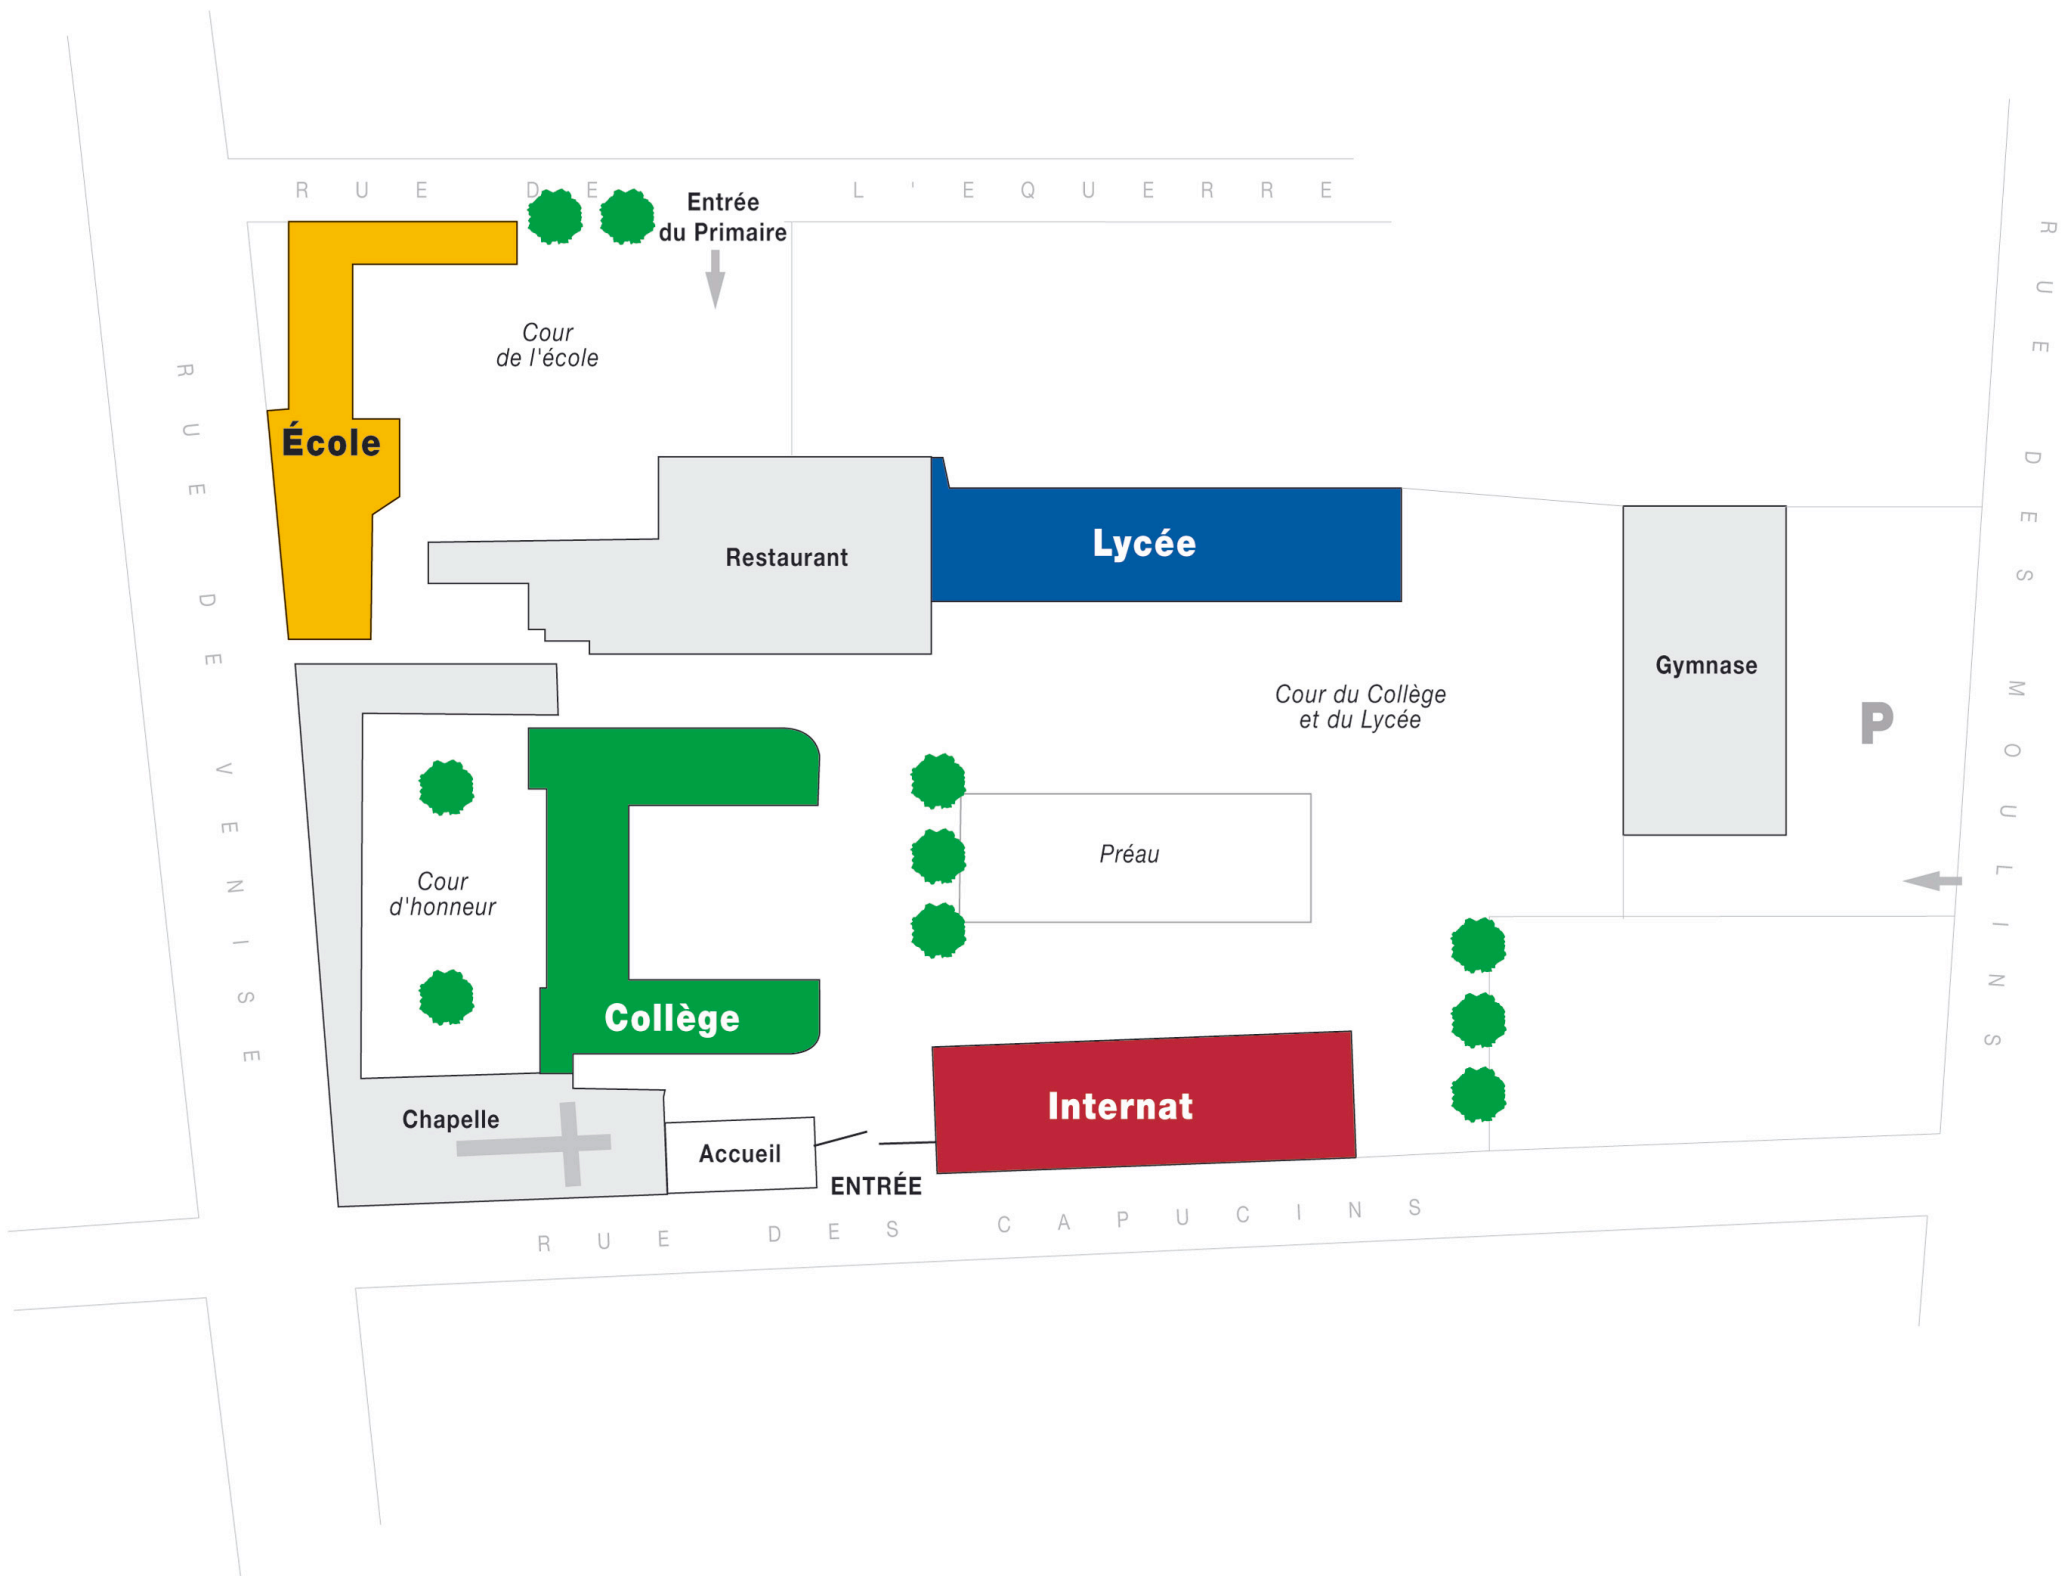 RUE DE L'EQUERRE
Entrée
du Primaire
Cour
de l'école
École
RUE DE VENISE
RUE DES MOULINS
Restaurant
Lycée
Gymnase
Cour du Collège
et du Lycée
P
Préau
Cour
d'honneur
Collège
Internat
Chapelle
Accueil
ENTRÉE
RUE DES CAPUCINS